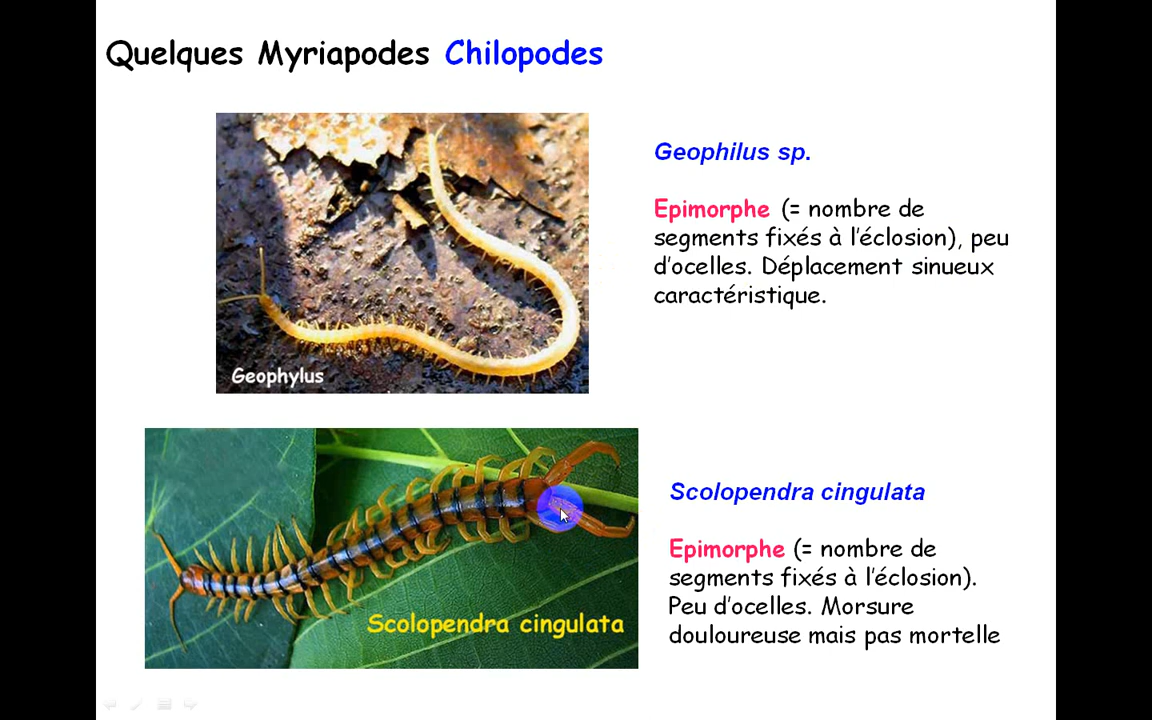 Quelques Myriapodes Chilopodes
Geophilus sp.
Epimorphe (= nombre de
segments fixés à l'éclosion), peu
d'ocelles. Déplacement sinueux
caractéristique.
Geophylus
Scolopendra cingulata
Epimorphe (= nombre de
segments fixés à l'éclosion).
Peu d'ocelles. Morsure
douloureuse mais pas mortelle
Scolopendra cingulata